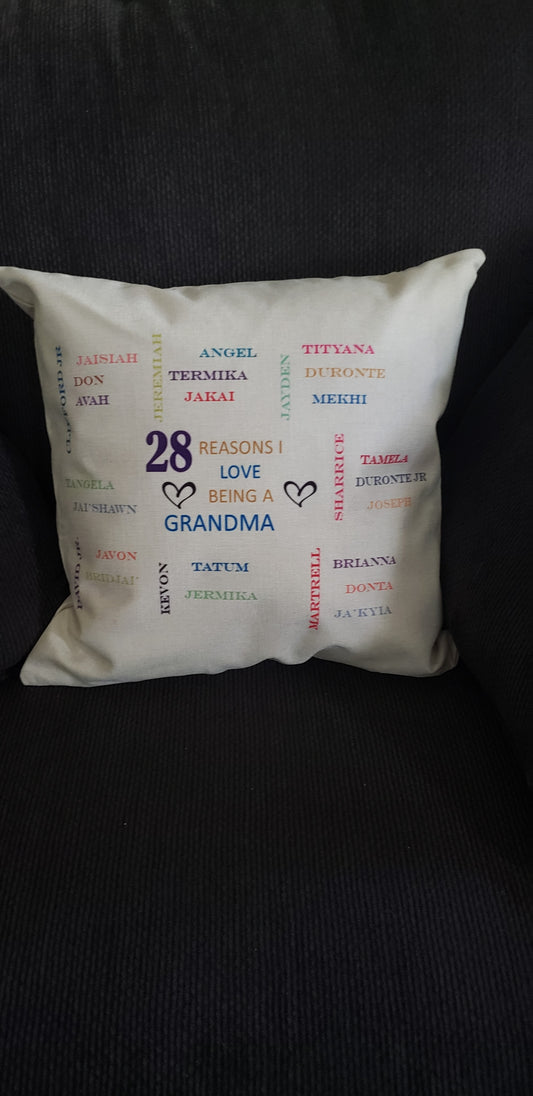 CLIFFORD JR
JAISIAH
DON
AVAH
JEREMIAH
ANGEL
TERMIKA
JAKAI
JAYDEN
TITYANA
DURONTE
MEKHI
28 REASONS I
LOVE
BEING A
GRANDMA
TANGELA
JAI'SHAWN
SHARRICE
TAMELA
DURONTE JR
JOSEPH
DAVID JR.
JAVON
BRIDJAI'
KEVON
TATUM
JERMIKA
MARTRELL
BRIANNA
DONTA
JA'KYIA